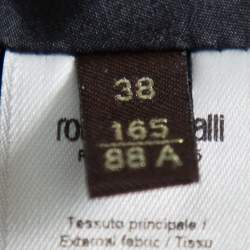 38
165
88 A
Tessuto principale /
External fabric / Tissu